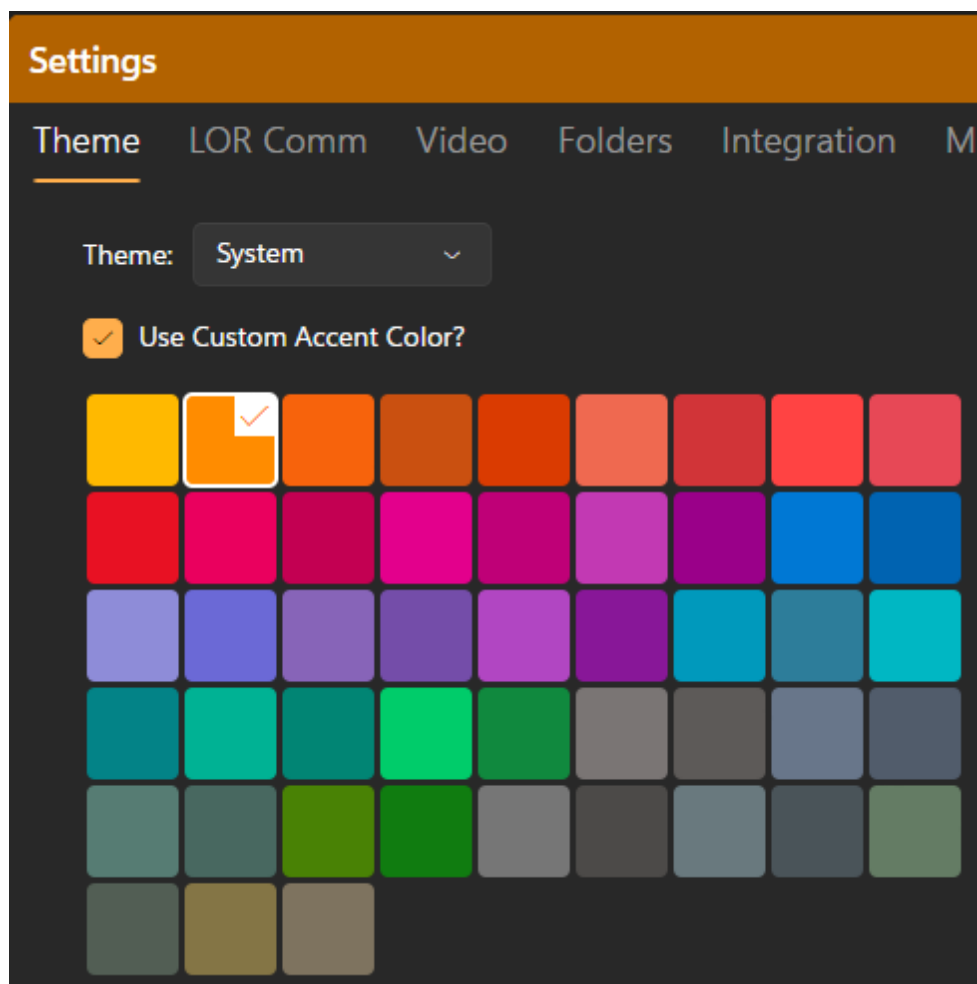 Settings
Theme LOR Comm Video Folders Integration M
Theme: System
Use Custom Accent Color?